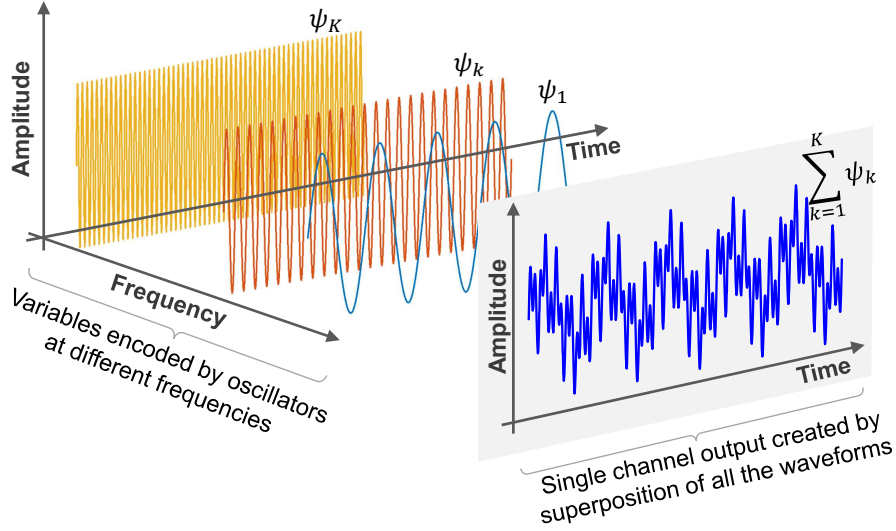 Amplitude
ψ_K
ψ_k
ψ_1
Time
Frequency
Variables encoded by oscillators
at different frequencies
Amplitude
K
∑ ψ_k
k=1
Time
Single channel output created by
superposition of all the waveforms